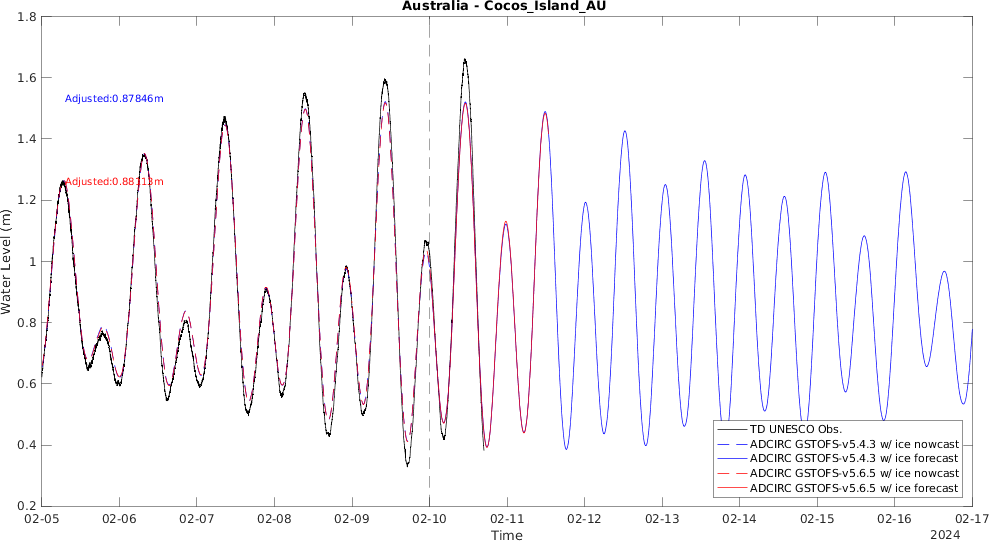 Australia - Cocos_Island_AU
1.8
1.6
1.4
1.2
1
0.8
0.6
0.4
0.2
Water Level (m)
Adjusted:0.87846m
Adjusted:0.88113m
TD UNESCO Obs.
ADCIRC GSTOFS-v5.4.3 w/ ice nowcast
ADCIRC GSTOFS-v5.4.3 w/ ice forecast
ADCIRC GSTOFS-v5.6.5 w/ ice nowcast
ADCIRC GSTOFS-v5.6.5 w/ ice forecast
02-05 02-06 02-07 02-08 02-09 02-10 02-11 02-12 02-13 02-14 02-15 02-16 02-17
Time
2024